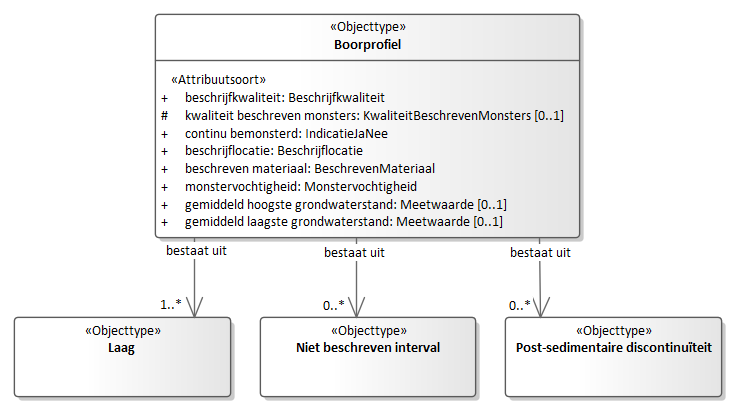 «Objecttype»
Boorprofiel
«Attribuutsoort»
+ beschrijfkwaliteit: Beschrijfkwaliteit
# kwaliteit beschreven monsters: KwaliteitBeschrevenMonsters [0..1]
+ continu bemonsterd: IndicatieJaNee
+ beschrijflocatie: Beschrijflocatie
+ beschreven materiaal: BeschrevenMateriaal
+ monstervochtigheid: Monstervochtigheid
+ gemiddeld hoogste grondwaterstand: Meetwaarde [0..1]
+ gemiddeld laagste grondwaterstand: Meetwaarde [0..1]
bestaat uit
bestaat uit
bestaat uit
1..*
0..*
0..*
«Objecttype»
Laag
«Objecttype»
Niet beschreven interval
«Objecttype»
Post-sedimentaire discontinuïteit